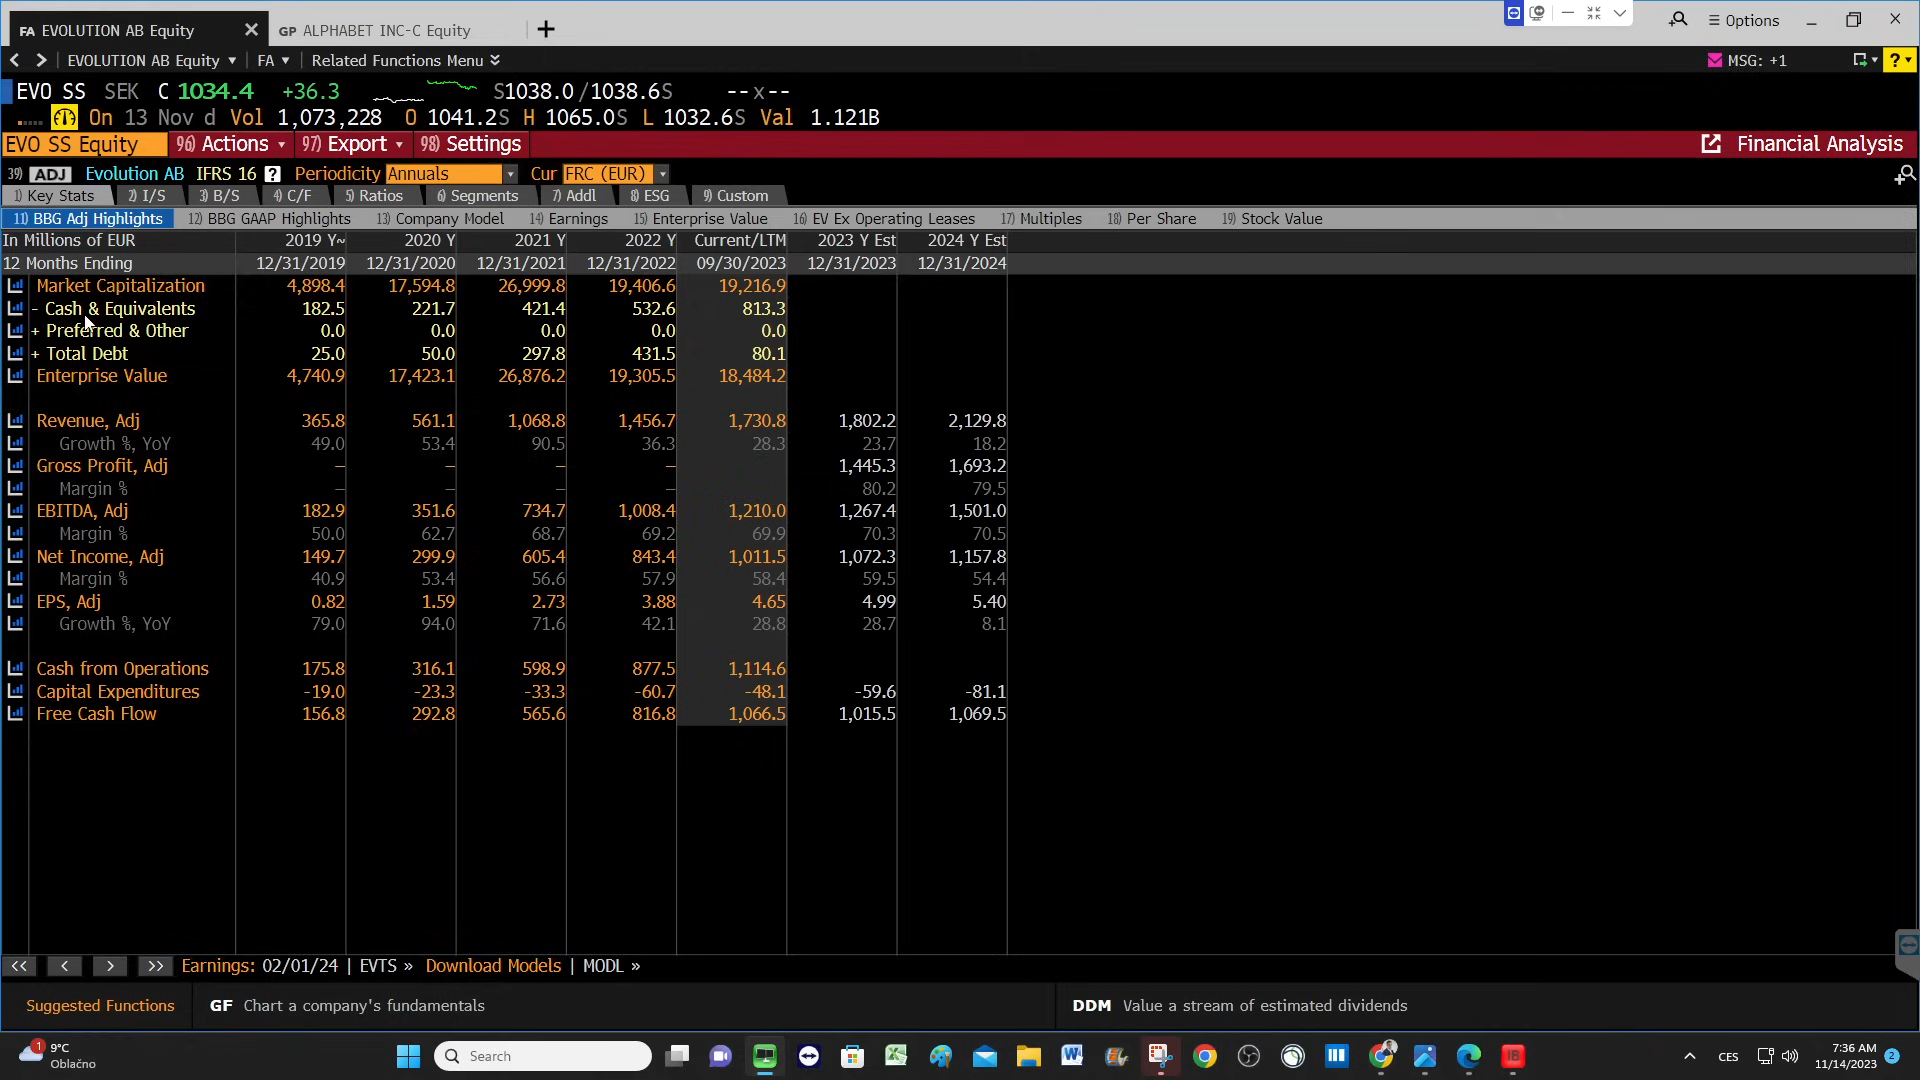 FA EVOLUTION AB Equity GP ALPHABET INC-C Equity Options
EVOLUTION AB Equity FA Related Functions Menu MSG: +1 ?
EVO SS SEK C 1034.4 +36.3 S1038.0/1038.6S --x--
On 13 Nov d Vol 1,073,228 O 1041.2S H 1065.0S L 1032.6S Val 1.121B
EVO SS Equity 96) Actions 97) Export 98) Settings Financial Analysis
39) ADJ Evolution AB IFRS 16 ? Periodicity Annuals Cur FRC (EUR)
1) Key Stats 2) I/S 3) B/S 4) C/F 5) Ratios 6) Segments 7) Addl 8) ESG 9) Custom
11) BBG Adj Highlights 12) BBG GAAP Highlights 13) Company Model 14) Earnings 15) Enterprise Value 16) EV Ex Operating Leases 17) Multiples 18) Per Share 19) Stock Value
In Millions of EUR 2019 Y~ 2020 Y 2021 Y 2022 Y Current/LTM 2023 Y Est 2024 Y Est
12 Months Ending 12/31/2019 12/31/2020 12/31/2021 12/31/2022 09/30/2023 12/31/2023 12/31/2024
Market Capitalization 4,898.4 17,594.8 26,999.8 19,406.6 19,216.9
- Cash & Equivalents 182.5 221.7 421.4 532.6 813.3
+ Preferred & Other 0.0 0.0 0.0 0.0 0.0
+ Total Debt 25.0 50.0 297.8 431.5 80.1
Enterprise Value 4,740.9 17,423.1 26,876.2 19,305.5 18,484.2
Revenue, Adj 365.8 561.1 1,068.8 1,456.7 1,730.8 1,802.2 2,129.8
Growth %, YoY 49.0 53.4 90.5 36.3 28.3 23.7 18.2
Gross Profit, Adj — — — — 1,445.3 1,693.2
Margin % — — — — 80.2 79.5
EBITDA, Adj 182.9 351.6 734.7 1,008.4 1,210.0 1,267.4 1,501.0
Margin % 50.0 62.7 68.7 69.2 69.9 70.3 70.5
Net Income, Adj 149.7 299.9 605.4 843.4 1,011.5 1,072.3 1,157.8
Margin % 40.9 53.4 56.6 57.9 58.4 59.5 54.4
EPS, Adj 0.82 1.59 2.73 3.88 4.65 4.99 5.40
Growth %, YoY 79.0 94.0 71.6 42.1 28.8 28.7 8.1
Cash from Operations 175.8 316.1 598.9 877.5 1,114.6
Capital Expenditures -19.0 -23.3 -33.3 -60.7 -48.1 -59.6 -81.1
Free Cash Flow 156.8 292.8 565.6 816.8 1,066.5 1,015.5 1,069.5
<< < > >> Earnings: 02/01/24 | EVTS » Download Models | MODL »
Suggested Functions GF Chart a company's fundamentals DDM Value a stream of estimated dividends
1 9°C Search CES 7:36 AM 2
Oblačno 11/14/2023